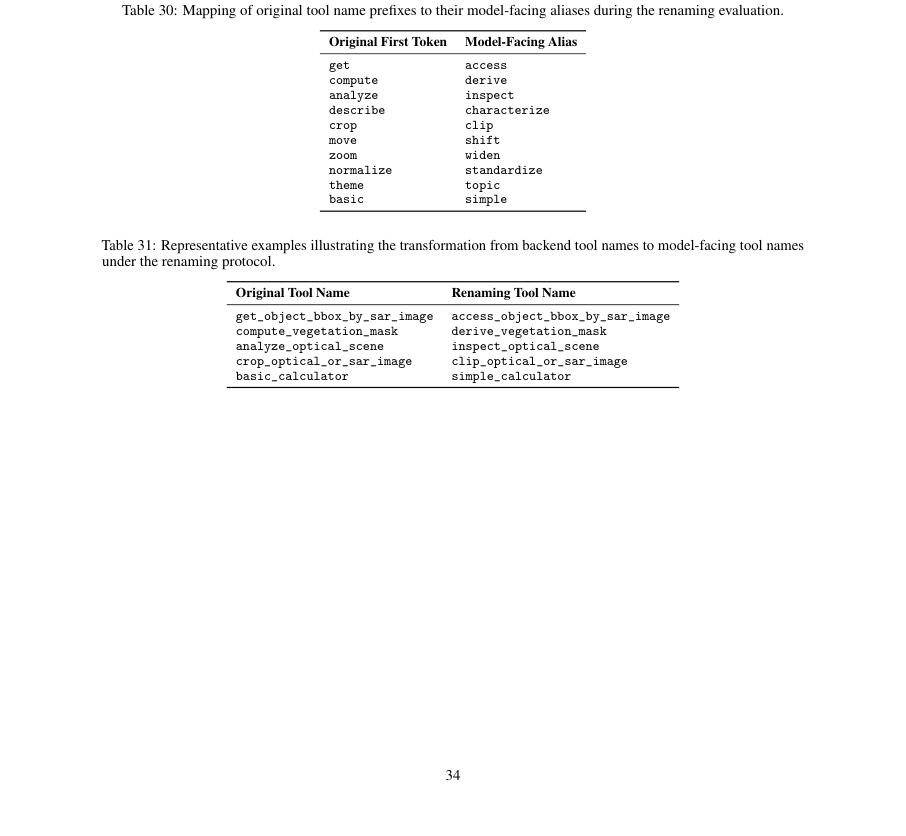 Table 30: Mapping of original tool name prefixes to their model-facing aliases during the renaming evaluation.
Original First Token Model-Facing Alias
get access
compute derive
analyze inspect
describe characterize
crop clip
move shift
zoom widen
normalize standardize
theme topic
basic simple
Table 31: Representative examples illustrating the transformation from backend tool names to model-facing tool names
under the renaming protocol.
Original Tool Name Renaming Tool Name
get_object_bbox_by_sar_image access_object_bbox_by_sar_image
compute_vegetation_mask derive_vegetation_mask
analyze_optical_scene inspect_optical_scene
crop_optical_or_sar_image clip_optical_or_sar_image
basic_calculator simple_calculator
34